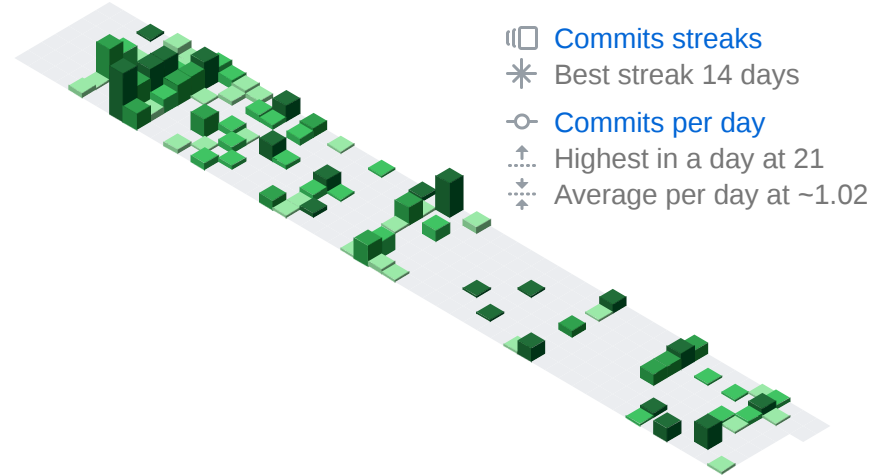 Commits streaks
Best streak 14 days
Commits per day
Highest in a day at 21
Average per day at ~1.02